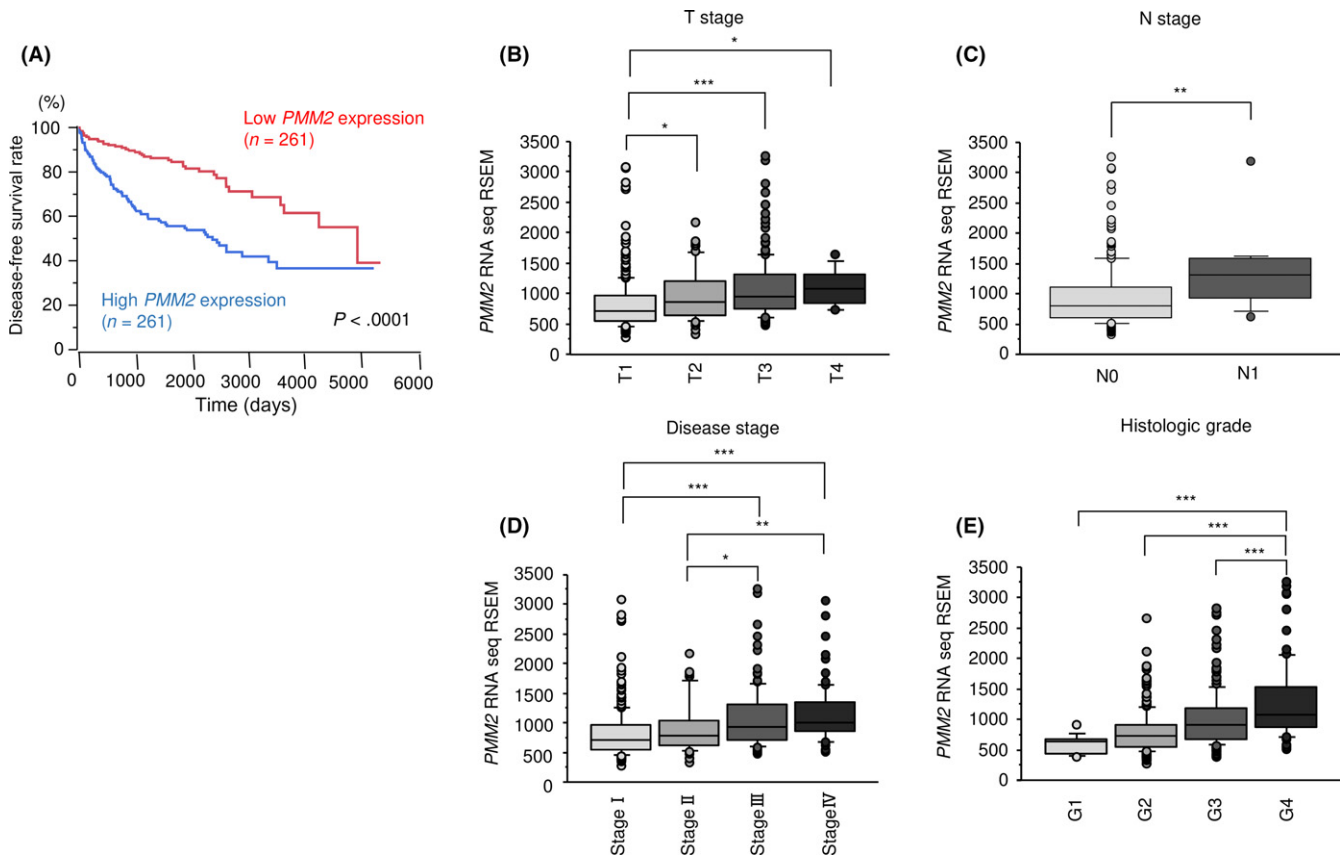 (A)
(%)
100
80
60
40
20
0
Disease-free survival rate
Low PMM2 expression
(n = 261)
High PMM2 expression
(n = 261)
P < .0001
0 1000 2000 3000 4000 5000 6000
Time (days)
(B)
T stage
*
***
*
3500
3000
2500
2000
1500
1000
500
0
PMM2 RNA seq RSEM
T1 T2 T3 T4
(C)
N stage
**
3500
3000
2500
2000
1500
1000
500
0
PMM2 RNA seq RSEM
N0 N1
(D)
Disease stage
***
***
**
*
3500
3000
2500
2000
1500
1000
500
0
PMM2 RNA seq RSEM
Stage Ⅰ Stage Ⅱ Stage Ⅲ Stage Ⅳ
(E)
Histologic grade
***
***
***
3500
3000
2500
2000
1500
1000
500
0
PMM2 RNA seq RSEM
G1 G2 G3 G4